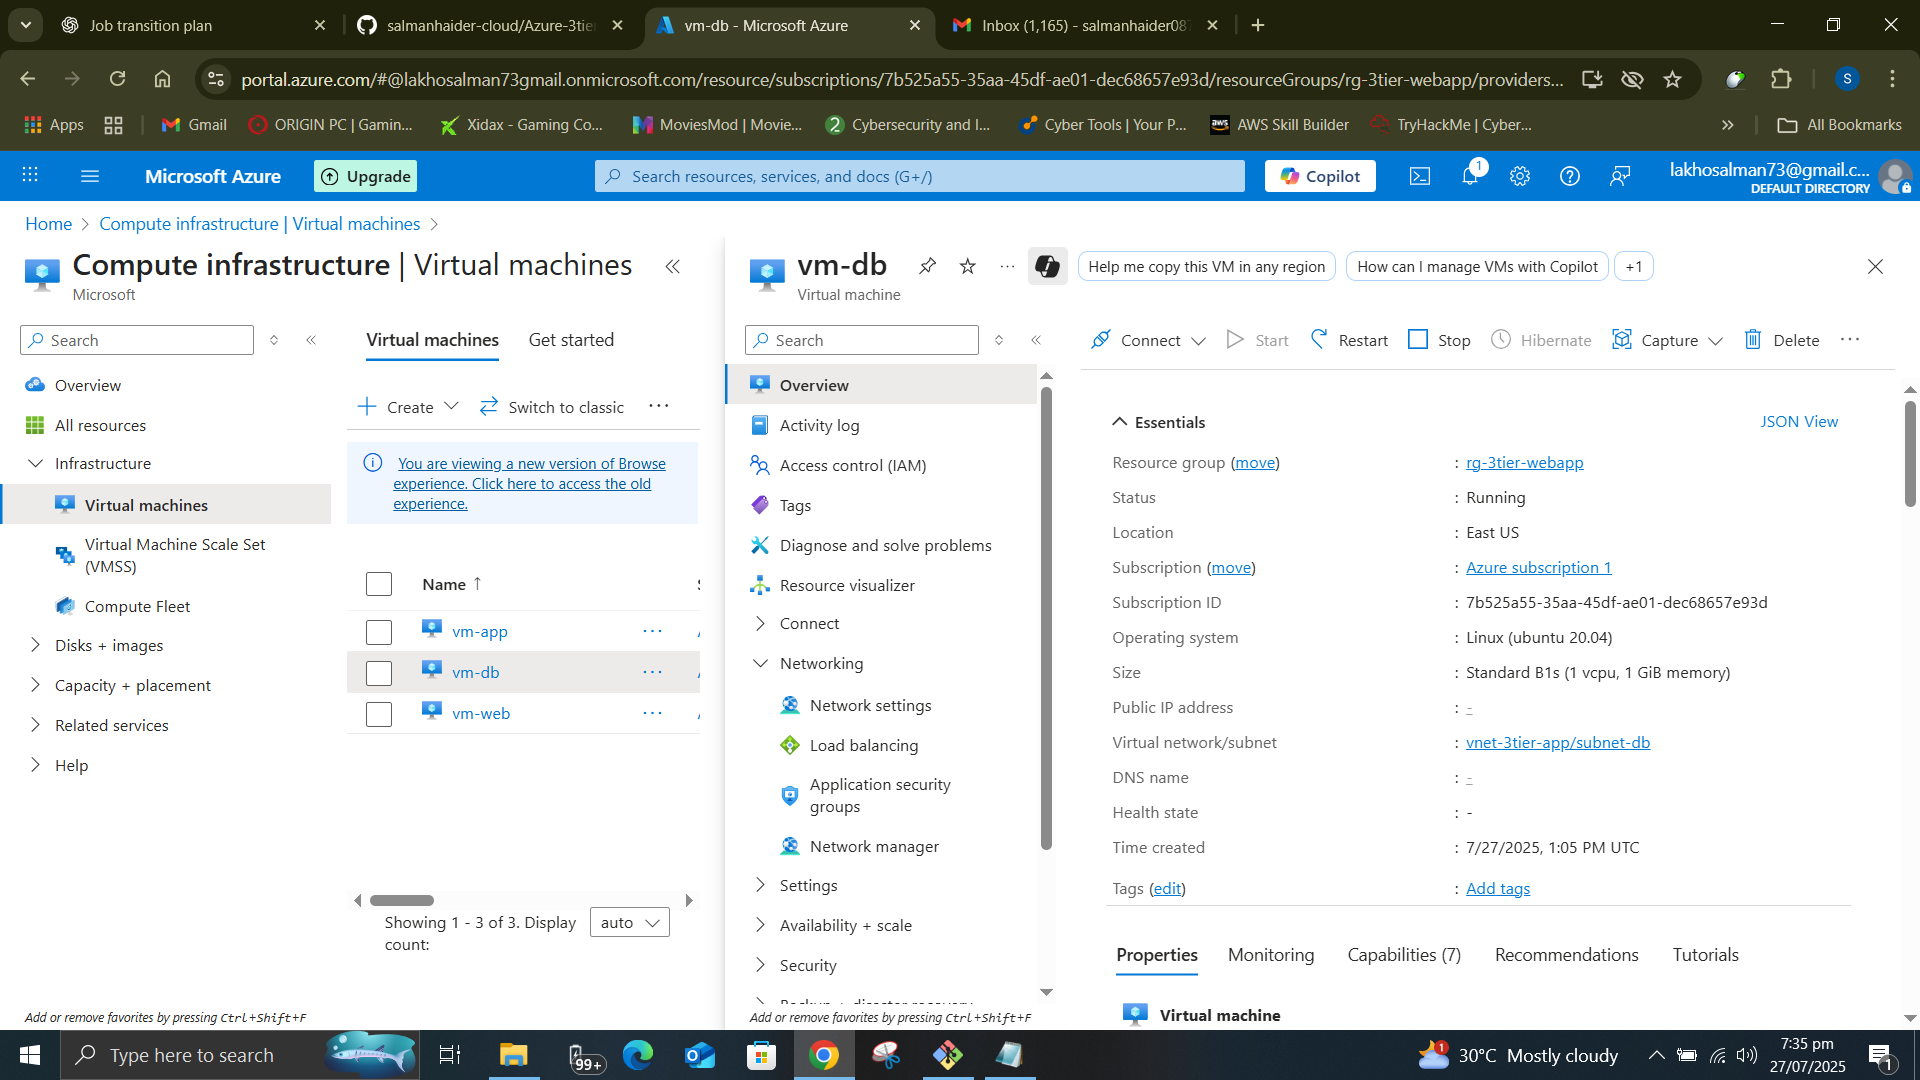 Job transition plan
salmanhaider-cloud/Azure-3tier
vm-db - Microsoft Azure
Inbox (1,165) - salmanhaider087
portal.azure.com/#@lakhosalman73gmail.onmicrosoft.com/resource/subscriptions/7b525a55-35aa-45df-ae01-dec68657e93d/resourceGroups/rg-3tier-webapp/providers...
S
Apps
Gmail
ORIGIN PC | Gamin...
Xidax - Gaming Co...
MoviesMod | Movie...
Cybersecurity and I...
Cyber Tools | Your P...
AWS Skill Builder
TryHackMe | Cyber...
All Bookmarks
Microsoft Azure
Upgrade
Search resources, services, and docs (G+/)
Copilot
1
lakhosalman73@gmail.c...
DEFAULT DIRECTORY
Home
Compute infrastructure | Virtual machines
Compute infrastructure | Virtual machines
Microsoft
Search
Overview
All resources
Infrastructure
Virtual machines
Virtual Machine Scale Set
(VMSS)
Compute Fleet
Disks + images
Capacity + placement
Related services
Help
Add or remove favorites by pressing Ctrl+Shift+F
Virtual machines
Get started
Create
Switch to classic
You are viewing a new version of Browse
experience. Click here to access the old
experience.
Name ↑
vm-app
vm-db
vm-web
Showing 1 - 3 of 3. Display
count:
auto
vm-db
Virtual machine
Help me copy this VM in any region
How can I manage VMs with Copilot
+1
Search
Overview
Activity log
Access control (IAM)
Tags
Diagnose and solve problems
Resource visualizer
Connect
Networking
Network settings
Load balancing
Application security
groups
Network manager
Settings
Availability + scale
Security
Backup + disaster recovery
Add or remove favorites by pressing Ctrl+Shift+F
Connect
Start
Restart
Stop
Hibernate
Capture
Delete
Essentials
JSON View
Resource group (move) : rg-3tier-webapp
Status : Running
Location : East US
Subscription (move) : Azure subscription 1
Subscription ID : 7b525a55-35aa-45df-ae01-dec68657e93d
Operating system : Linux (ubuntu 20.04)
Size : Standard B1s (1 vcpu, 1 GiB memory)
Public IP address : -
Virtual network/subnet : vnet-3tier-app/subnet-db
DNS name : -
Health state : -
Time created : 7/27/2025, 1:05 PM UTC
Tags (edit) : Add tags
Properties
Monitoring
Capabilities (7)
Recommendations
Tutorials
Virtual machine
Type here to search
99+
1
30°C Mostly cloudy
7:35 pm
27/07/2025
1